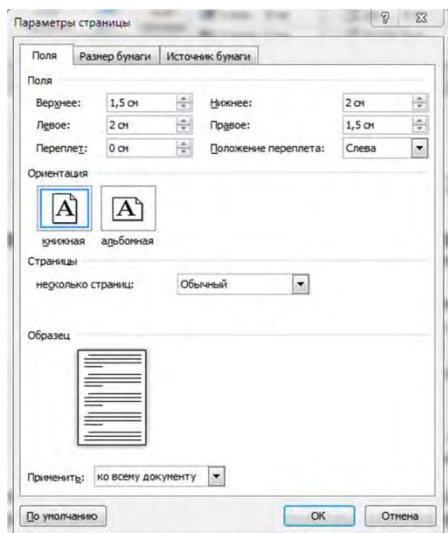 Параметры страницы
Поля Размер бумаги Источник бумаги
Поля
Верхнее: 1,5 см Нижнее: 2 см
Левое: 2 см Правое: 1,5 см
Переплет: 0 см Положение переплета: Слева
Ориентация
A A
книжная альбомная
Страницы
несколько страниц: Обычный
Образец
Применить: ко всему документу
По умолчанию ОК Отмена